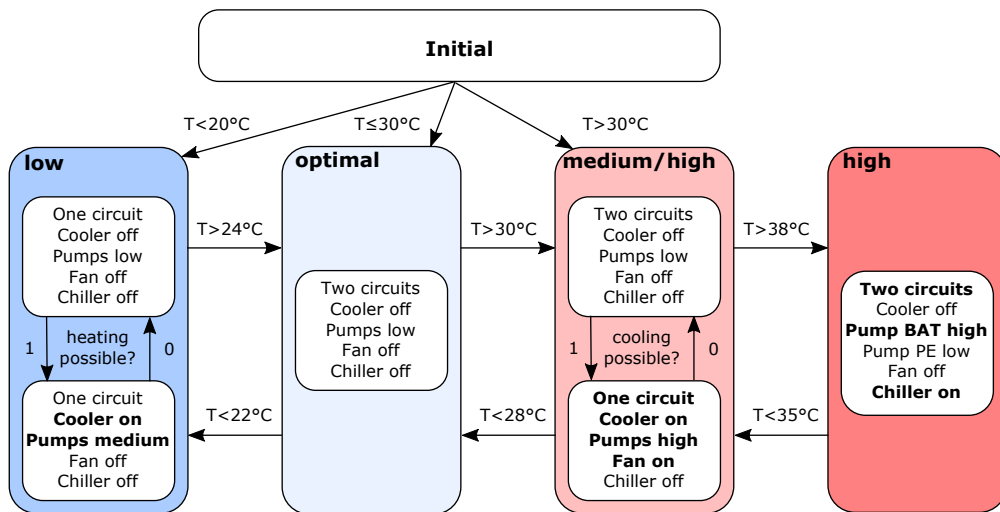 Initial
T<20°C
T≤30°C
T>30°C
low
One circuit
Cooler off
Pumps low
Fan off
Chiller off
1
heating
possible?
0
One circuit
Cooler on
Pumps medium
Fan off
Chiller off
T>24°C
T<22°C
optimal
Two circuits
Cooler off
Pumps low
Fan off
Chiller off
T>30°C
T<28°C
medium/high
Two circuits
Cooler off
Pumps low
Fan off
Chiller off
1
cooling
possible?
0
One circuit
Cooler on
Pumps high
Fan on
Chiller off
T>38°C
T<35°C
high
Two circuits
Cooler off
Pump BAT high
Pump PE low
Fan off
Chiller on